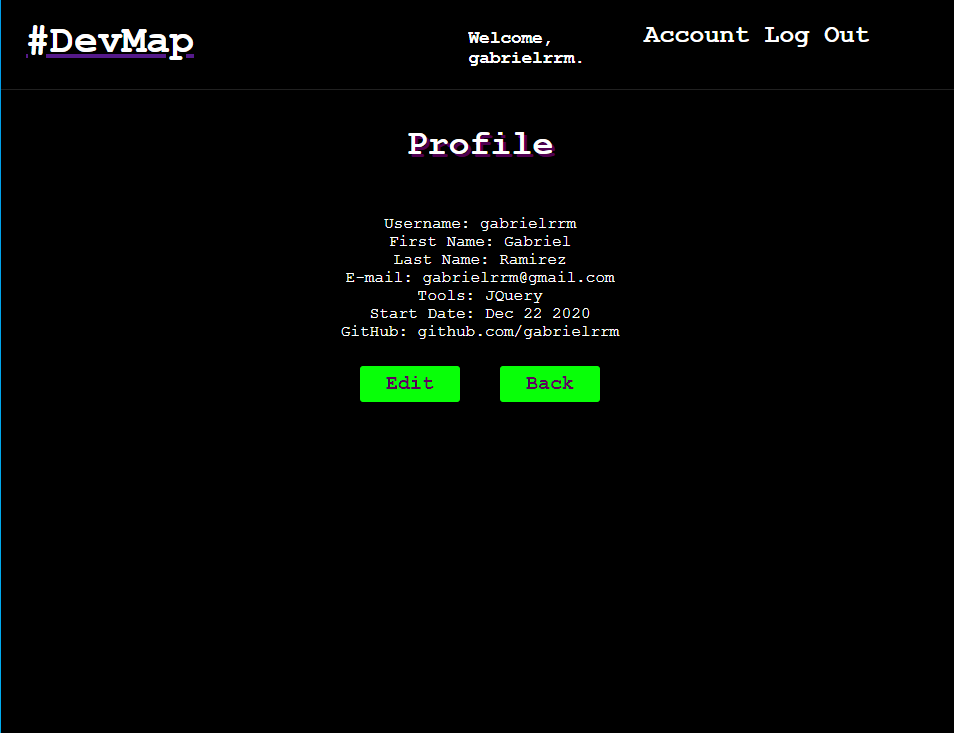 #DevMap
Welcome,
gabrielrrm.
Account Log Out
Profile
Username: gabrielrrm
First Name: Gabriel
Last Name: Ramirez
E-mail: gabrielrrm@gmail.com
Tools: JQuery
Start Date: Dec 22 2020
GitHub: github.com/gabrielrrm
Edit Back